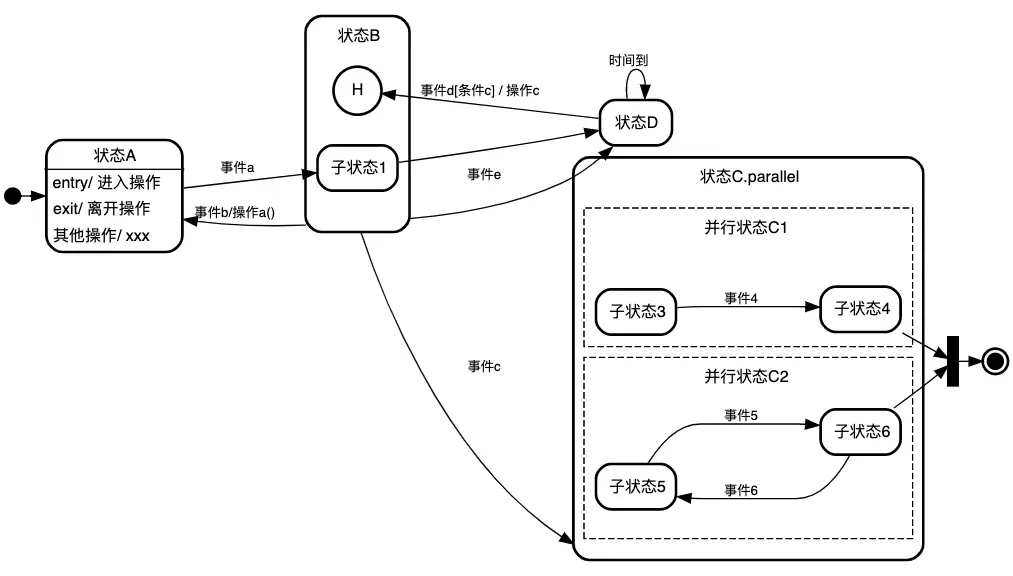 状态B
H
事件d[条件c] / 操作c
时间到
状态D
状态A
entry/ 进入操作
exit/ 离开操作
其他操作/ xxx
事件a
子状态1
事件e
事件b/操作a()
状态C.parallel
并行状态C1
子状态3
事件4
子状态4
事件c
并行状态C2
事件5
子状态6
子状态5
事件6